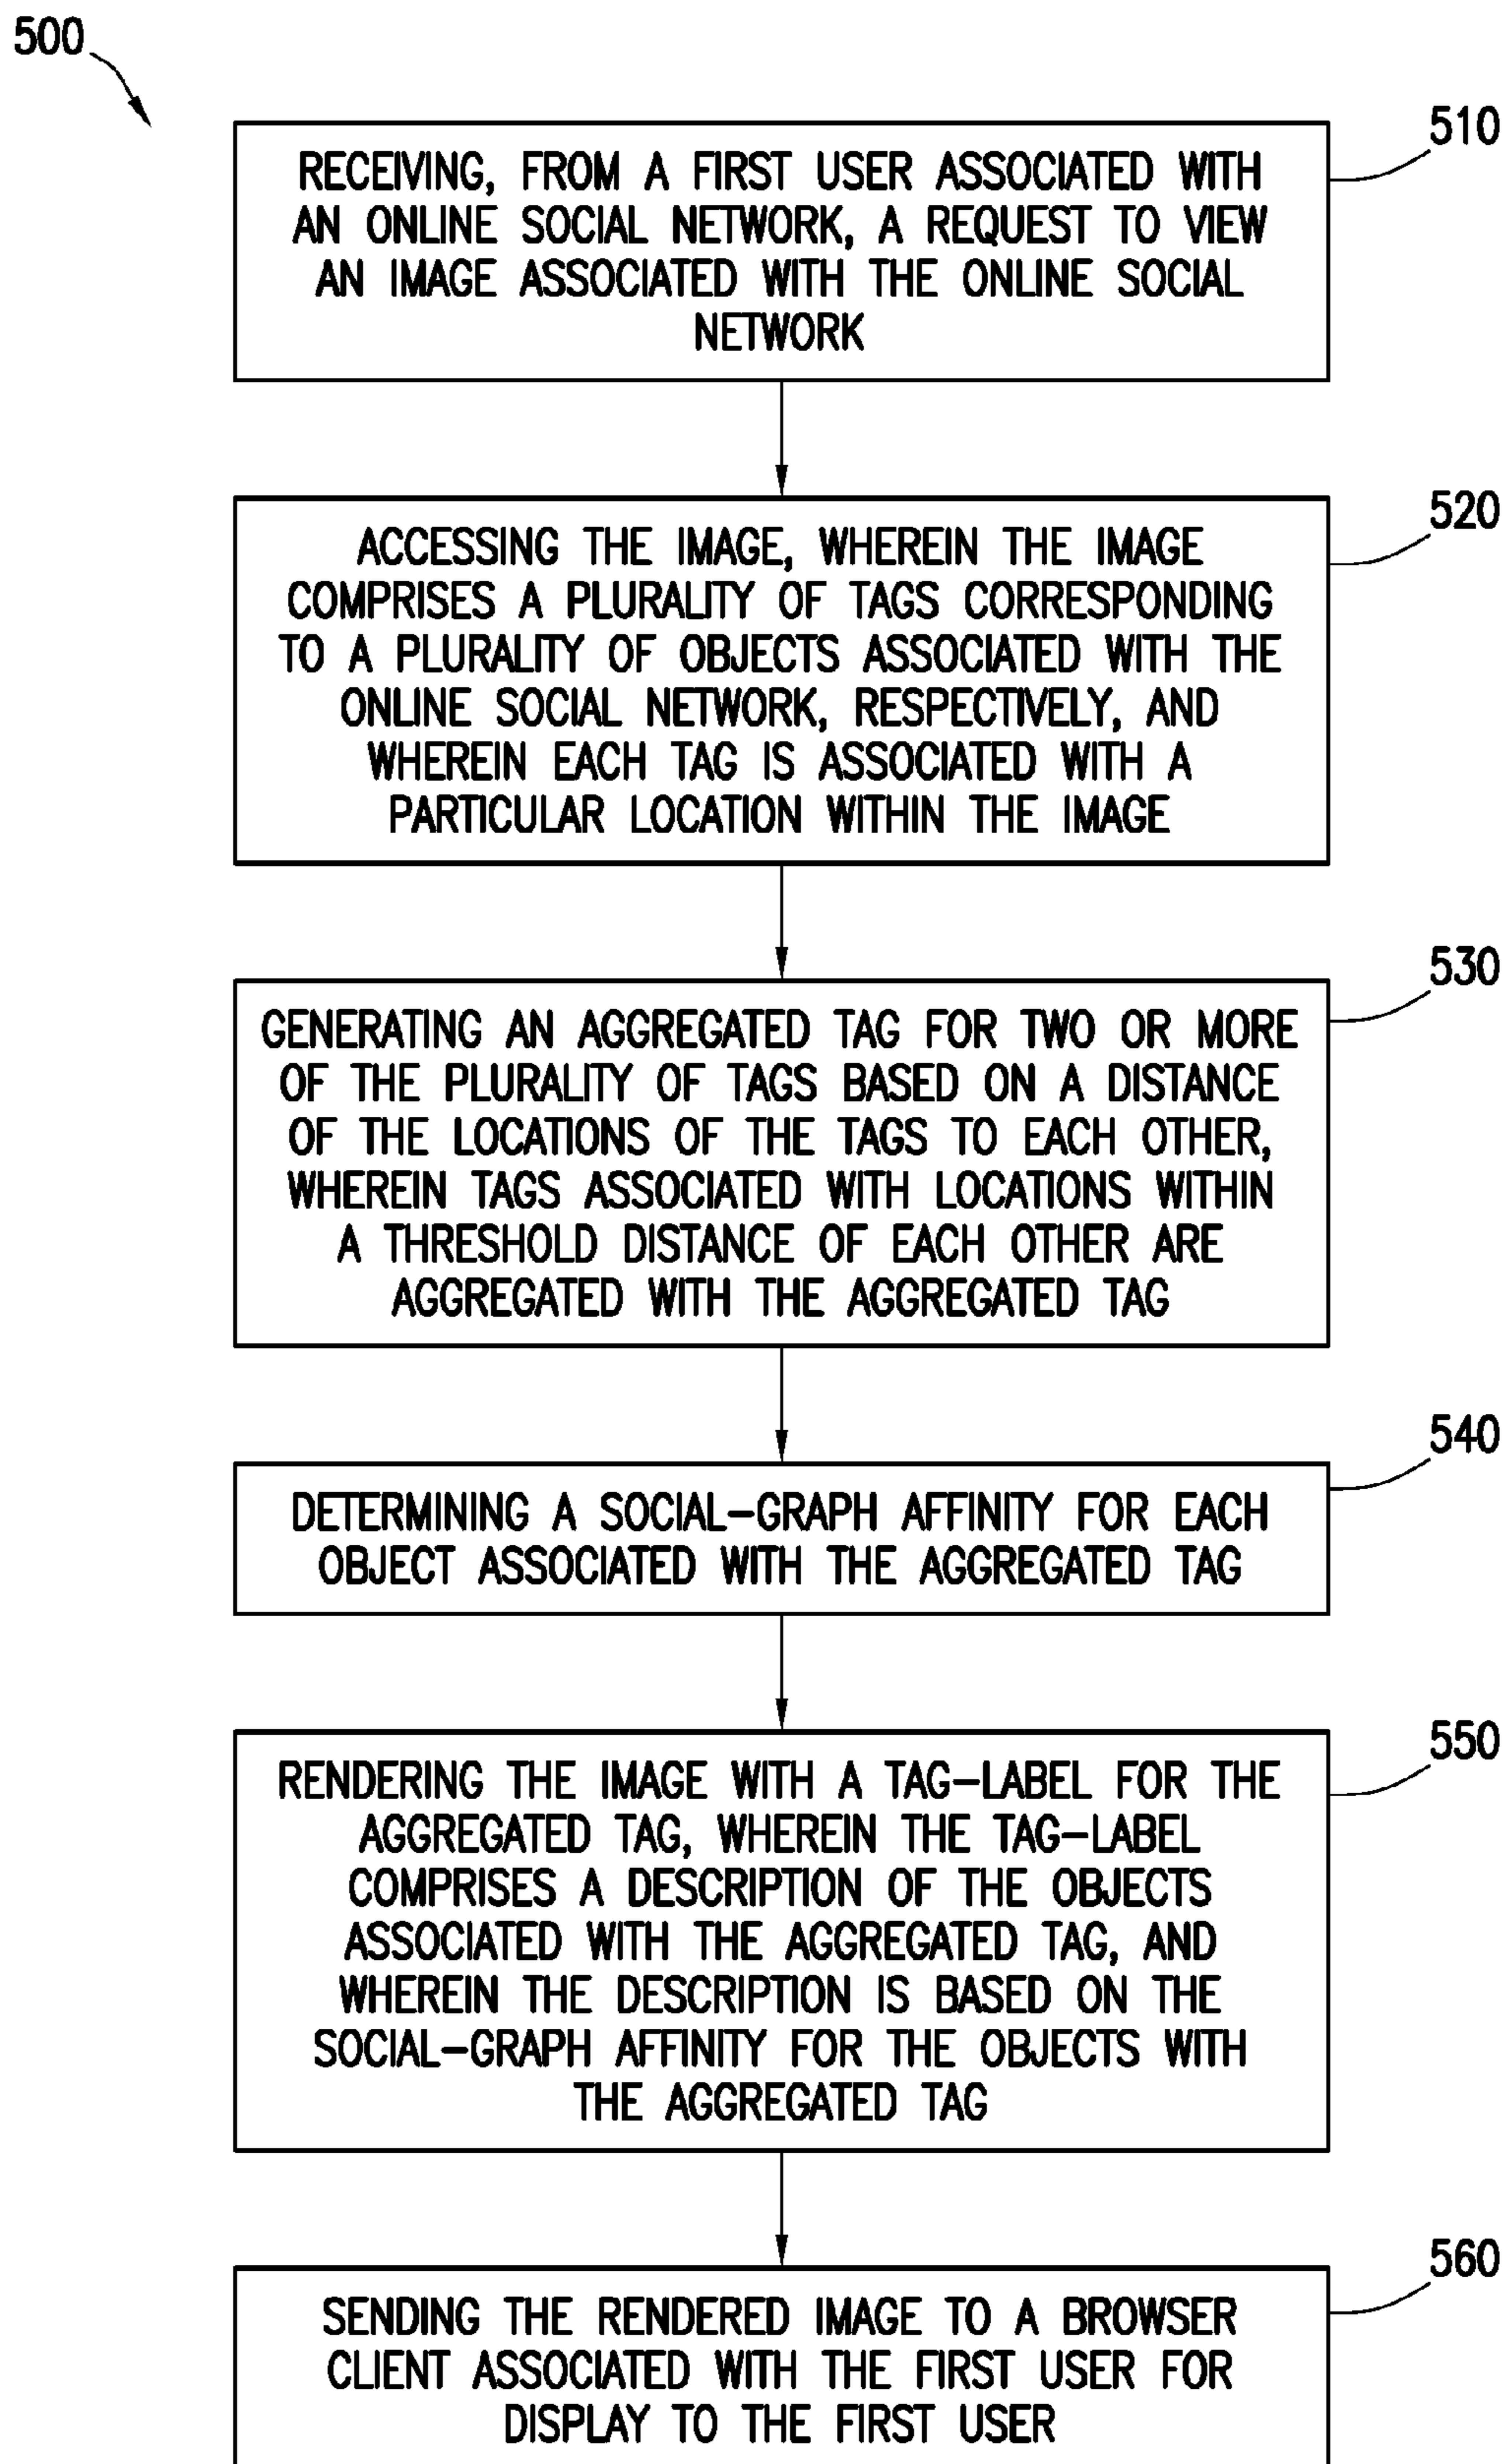 500
510
RECEIVING, FROM A FIRST USER ASSOCIATED WITH
AN ONLINE SOCIAL NETWORK, A REQUEST TO VIEW
AN IMAGE ASSOCIATED WITH THE ONLINE SOCIAL
NETWORK
520
ACCESSING THE IMAGE, WHEREIN THE IMAGE
COMPRISES A PLURALITY OF TAGS CORRESPONDING
TO A PLURALITY OF OBJECTS ASSOCIATED WITH THE
ONLINE SOCIAL NETWORK, RESPECTIVELY, AND
WHEREIN EACH TAG IS ASSOCIATED WITH A
PARTICULAR LOCATION WITHIN THE IMAGE
530
GENERATING AN AGGREGATED TAG FOR TWO OR MORE
OF THE PLURALITY OF TAGS BASED ON A DISTANCE
OF THE LOCATIONS OF THE TAGS TO EACH OTHER,
WHEREIN TAGS ASSOCIATED WITH LOCATIONS WITHIN
A THRESHOLD DISTANCE OF EACH OTHER ARE
AGGREGATED WITH THE AGGREGATED TAG
540
DETERMINING A SOCIAL-GRAPH AFFINITY FOR EACH
OBJECT ASSOCIATED WITH THE AGGREGATED TAG
550
RENDERING THE IMAGE WITH A TAG-LABEL FOR THE
AGGREGATED TAG, WHEREIN THE TAG-LABEL
COMPRISES A DESCRIPTION OF THE OBJECTS
ASSOCIATED WITH THE AGGREGATED TAG, AND
WHEREIN THE DESCRIPTION IS BASED ON THE
SOCIAL-GRAPH AFFINITY FOR THE OBJECTS WITH
THE AGGREGATED TAG
560
SENDING THE RENDERED IMAGE TO A BROWSER
CLIENT ASSOCIATED WITH THE FIRST USER FOR
DISPLAY TO THE FIRST USER